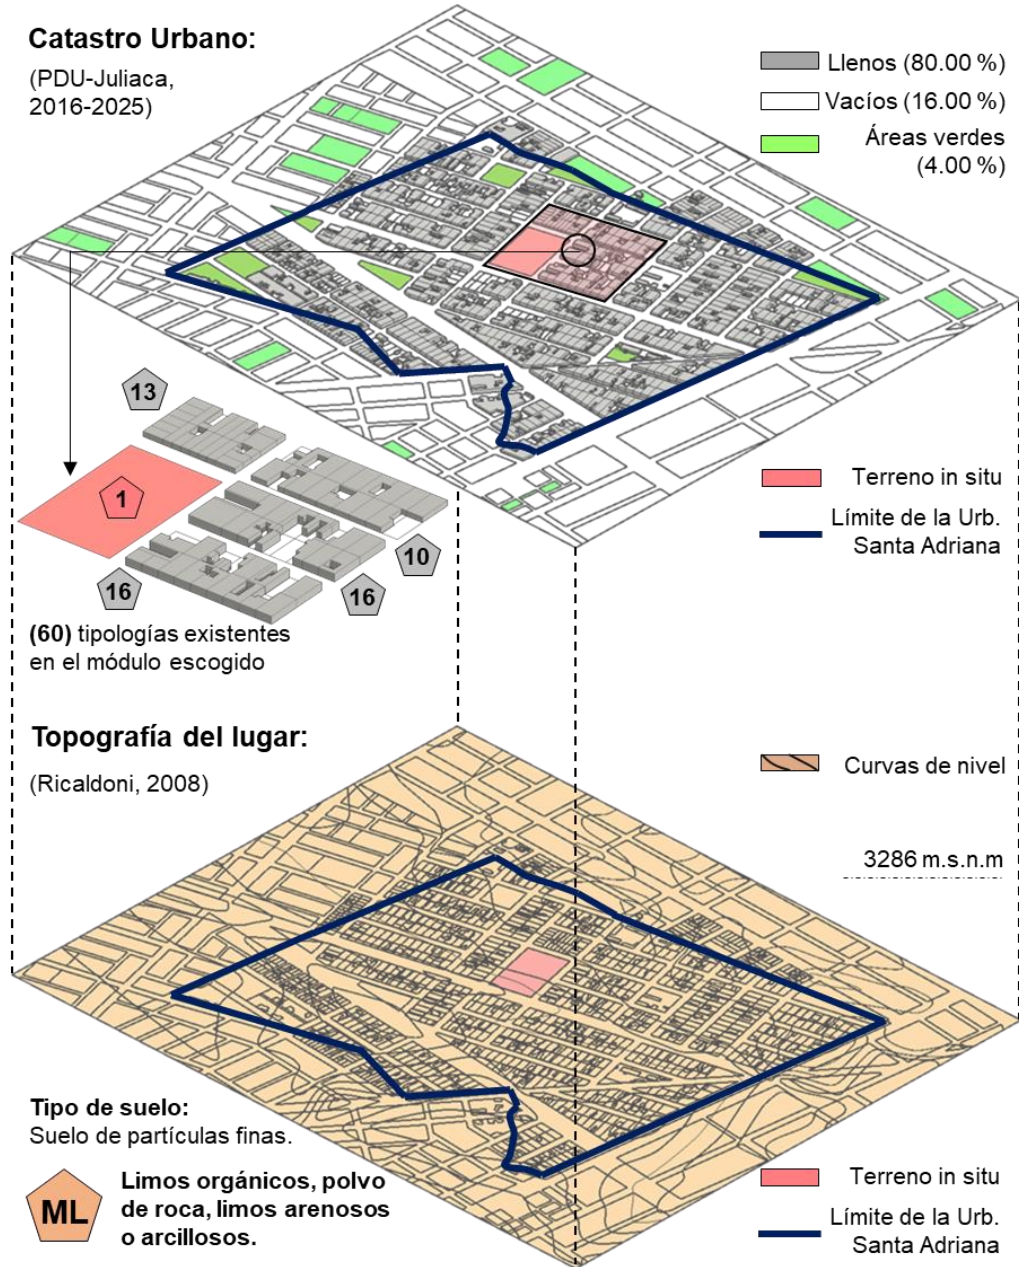 Catastro Urbano:
(PDU-Juliaca,
2016-2025)
Llenos (80.00 %)
Vacíos (16.00 %)
Áreas verdes
(4.00 %)
13
1
10
16
16
(60) tipologías existentes
en el módulo escogido
Terreno in situ
Límite de la Urb.
Santa Adriana
Topografía del lugar:
(Ricaldoni, 2008)
Curvas de nivel
3286 m.s.n.m
Tipo de suelo:
Suelo de partículas finas.
ML
Limos orgánicos, polvo
de roca, limos arenosos
o arcillosos.
Terreno in situ
Límite de la Urb.
Santa Adriana